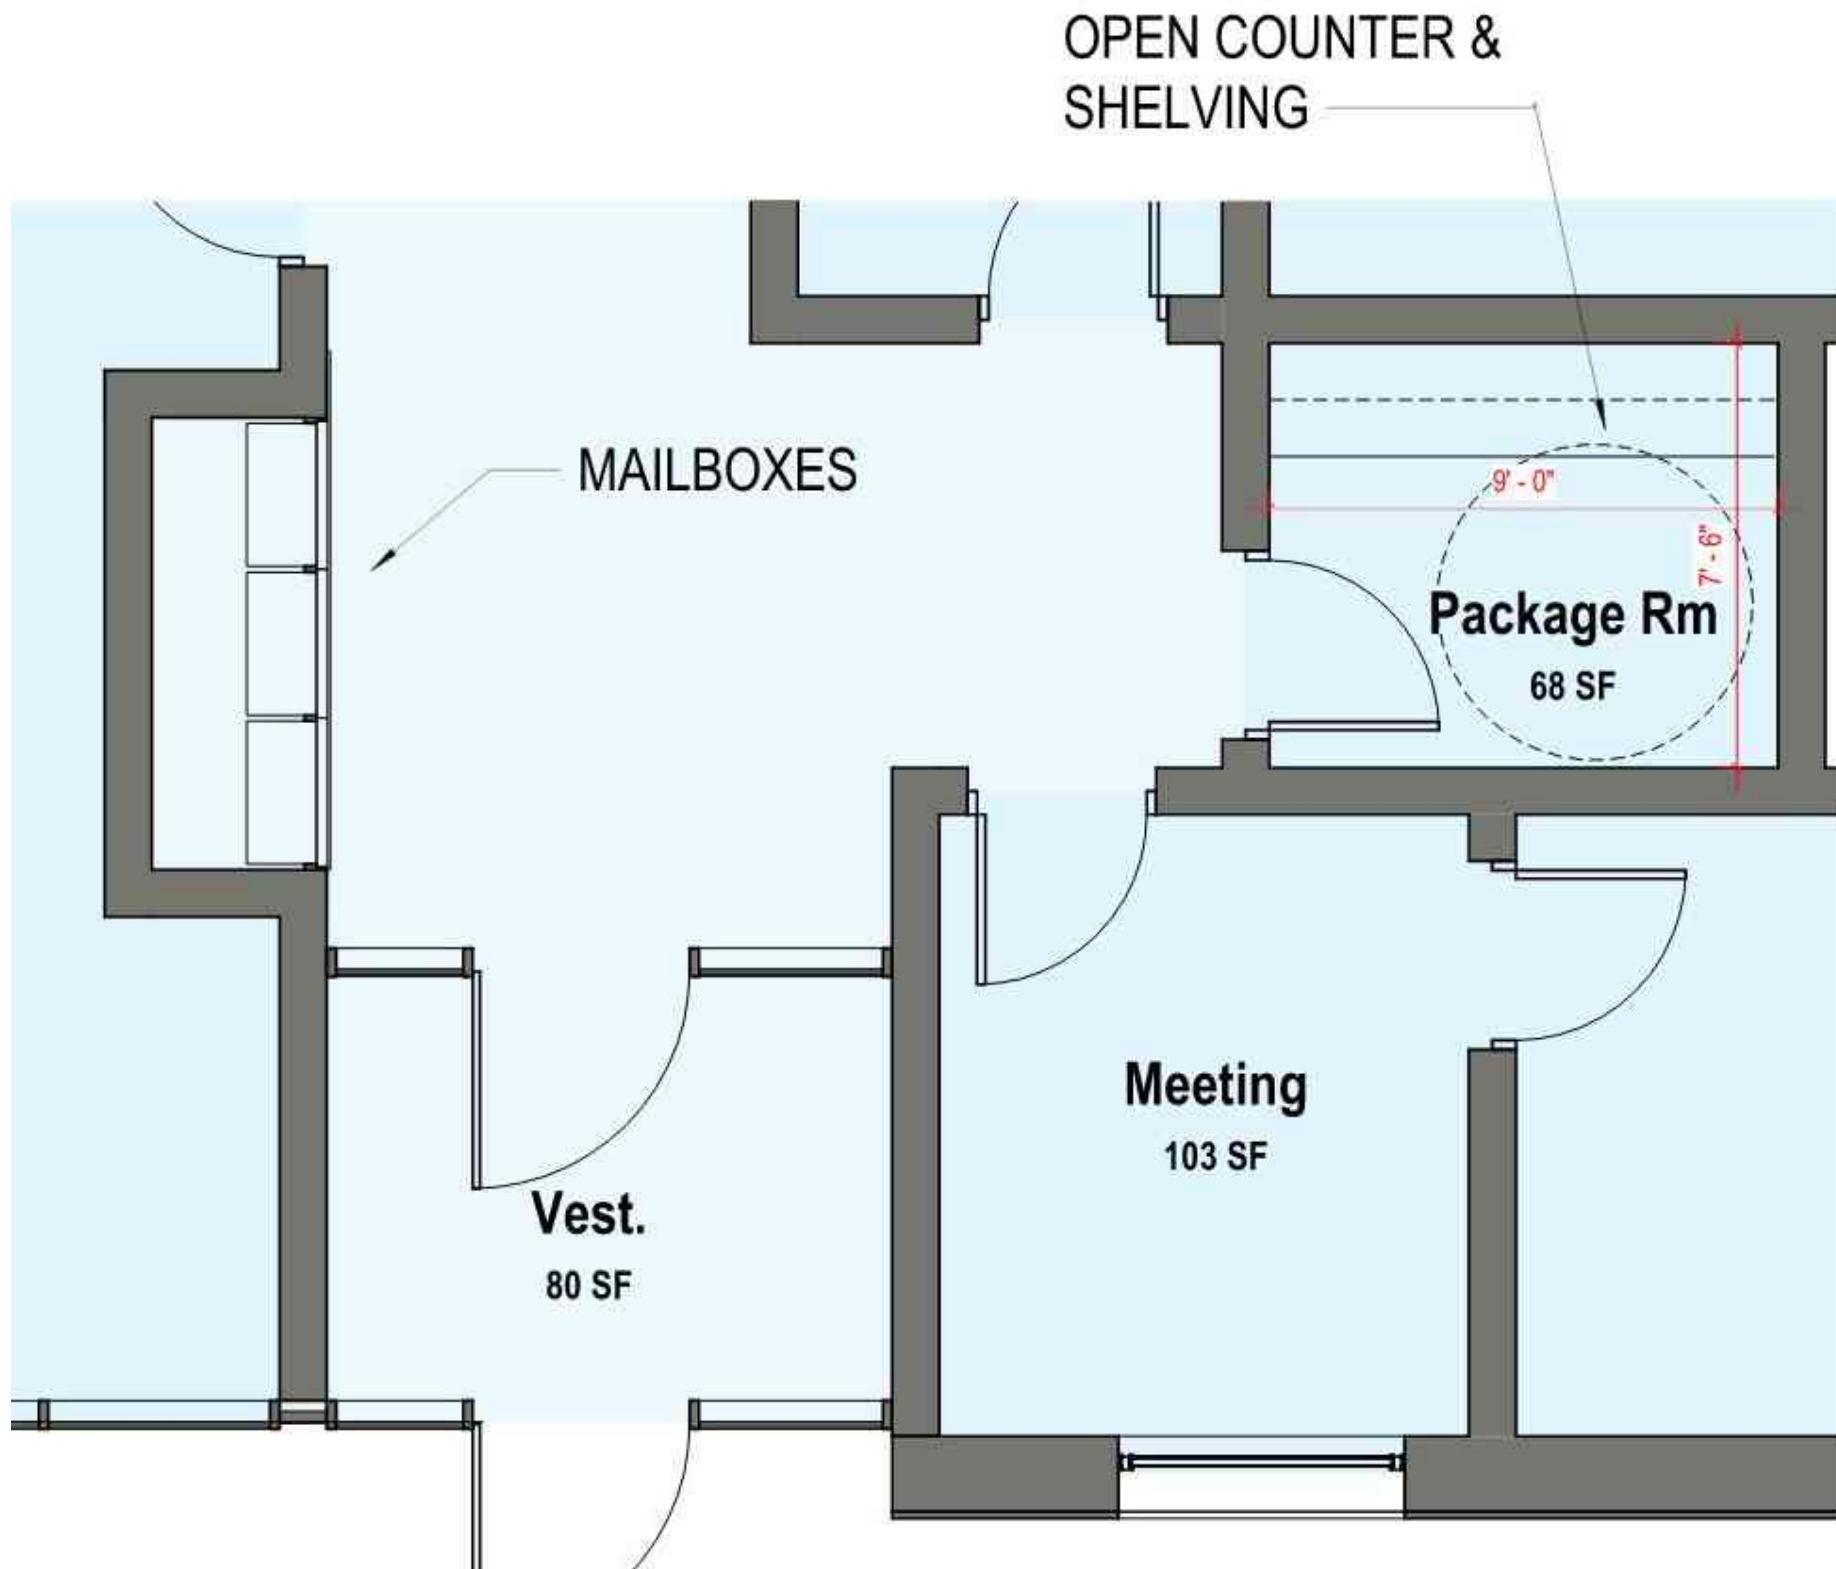 OPEN COUNTER &
SHELVING
MAILBOXES
9' - 0"
7' - 6"
Package Rm
68 SF
Meeting
103 SF
Vest.
80 SF